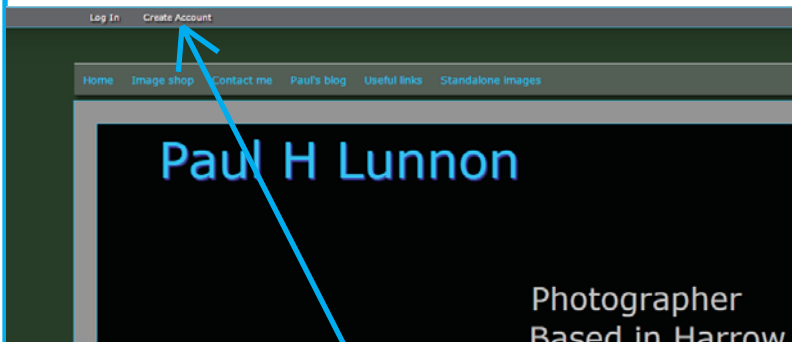 Log In Create Account
Home Image shop Contact me Paul's blog Useful links Standalone images
Paul H Lunnon
Photographer
Based in Harrow